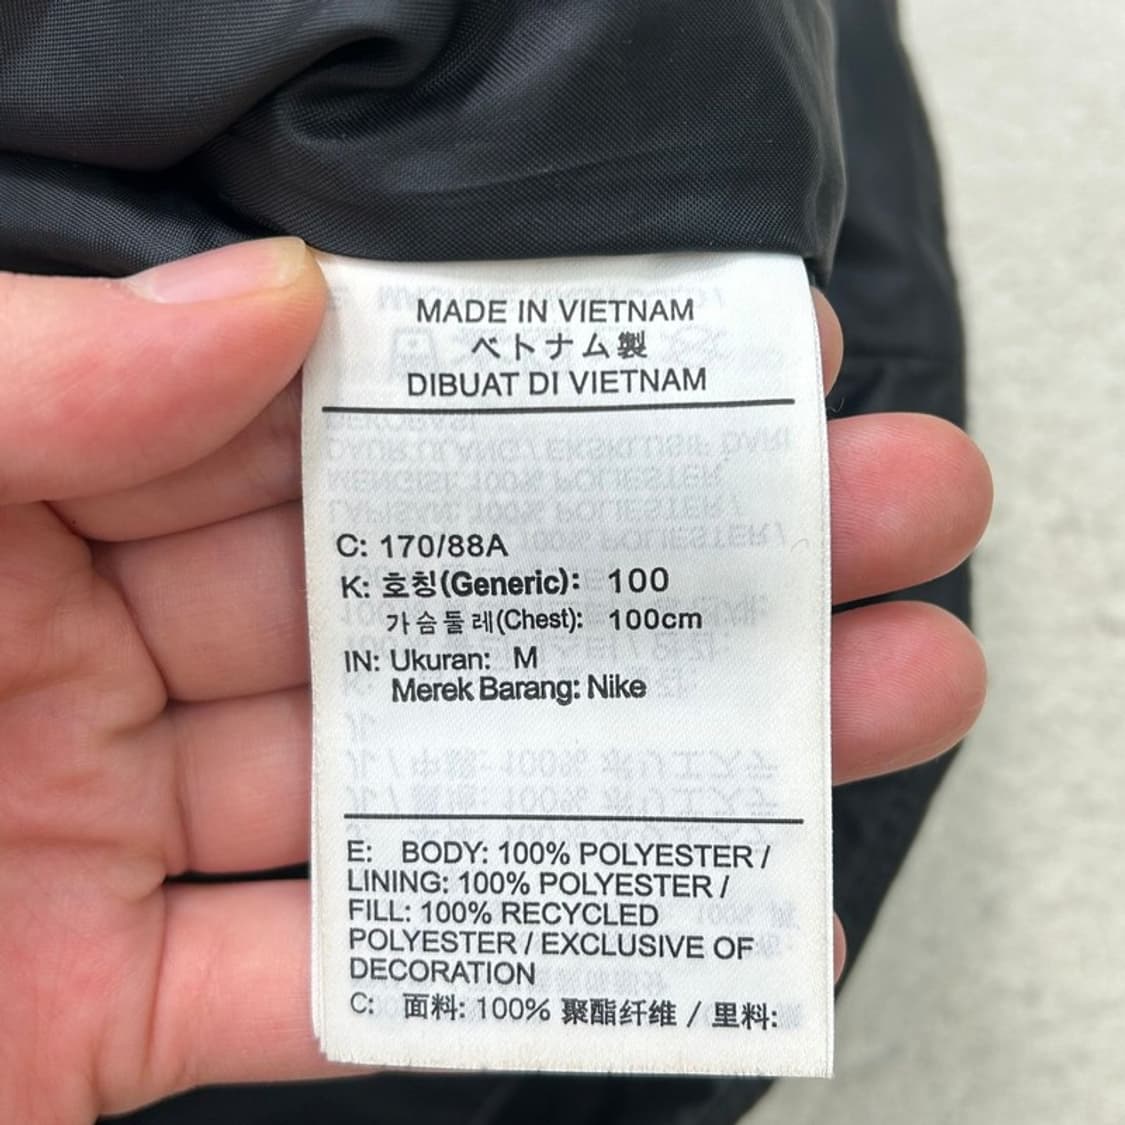 MADE IN VIETNAM
ベトナム製
DIBUAT DI VIETNAM
C: 170/88A
K: 호칭(Generic): 100
가슴둘레(Chest): 100cm
IN: Ukuran: M
Merek Barang: Nike
E: BODY: 100% POLYESTER /
LINING: 100% POLYESTER /
FILL: 100% RECYCLED
POLYESTER / EXCLUSIVE OF
DECORATION
C: 面料: 100% 聚酯纤维 / 里料: